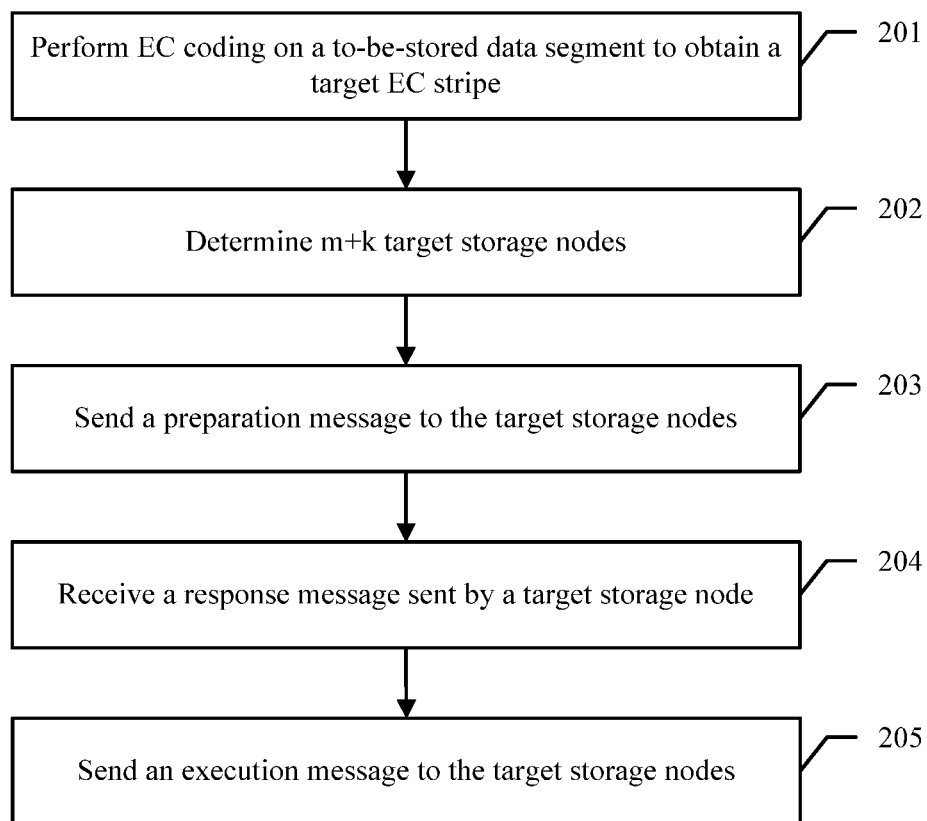 Perform EC coding on a to-be-stored data segment to obtain a
target EC stripe
201
Determine m+k target storage nodes
202
Send a preparation message to the target storage nodes
203
Receive a response message sent by a target storage node
204
Send an execution message to the target storage nodes
205